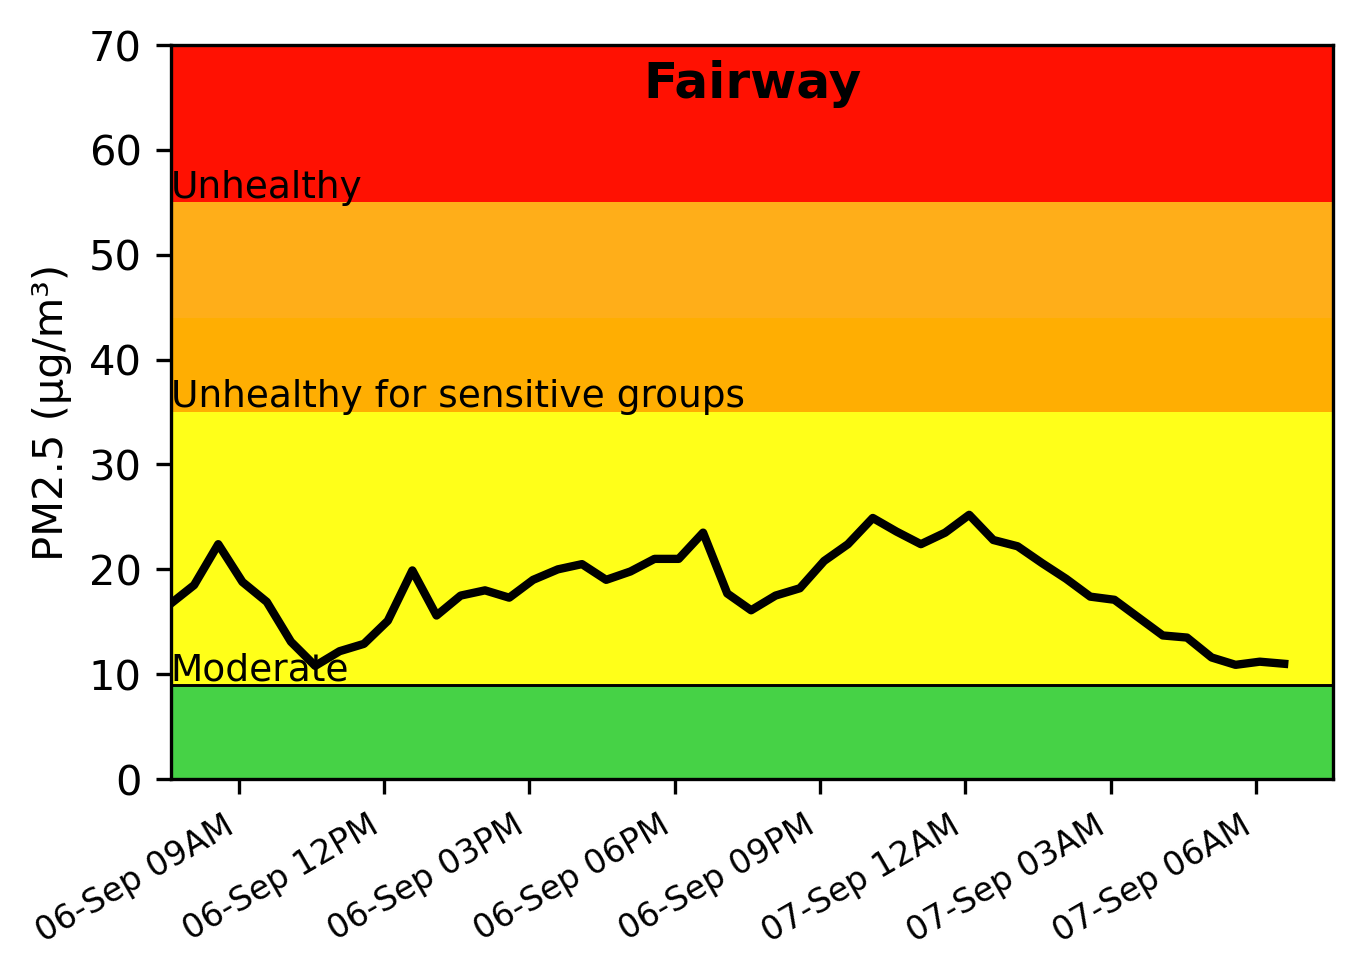 Fairway
PM2.5 (µg/m³)
70
60
50
40
30
20
10
0
Unhealthy
Unhealthy for sensitive groups
Moderate
06-Sep 09AM
06-Sep 12PM
06-Sep 03PM
06-Sep 06PM
06-Sep 09PM
07-Sep 12AM
07-Sep 03AM
07-Sep 06AM